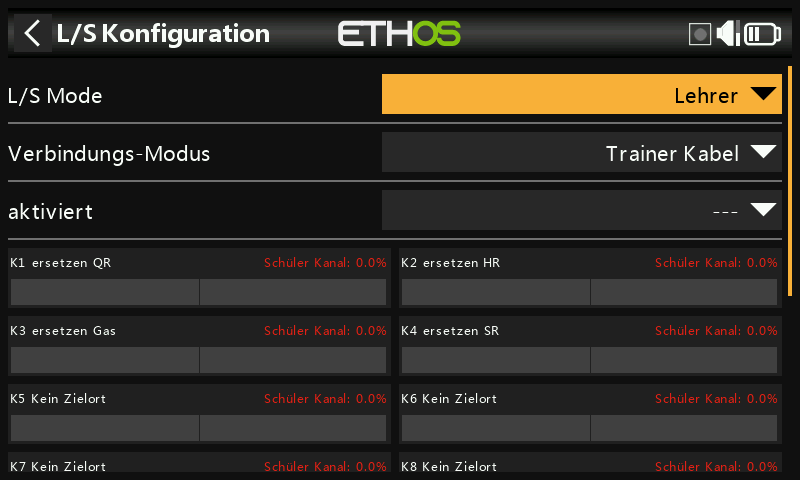 L/S Konfiguration ETHOS
L/S Mode Lehrer
Verbindungs-Modus Trainer Kabel
aktiviert ---
K1 ersetzen QR Schüler Kanal: 0.0% K2 ersetzen HR Schüler Kanal: 0.0%
K3 ersetzen Gas Schüler Kanal: 0.0% K4 ersetzen SR Schüler Kanal: 0.0%
K5 Kein Zielort Schüler Kanal: 0.0% K6 Kein Zielort Schüler Kanal: 0.0%
K7 Kein Zielort Schüler Kanal: 0.0% K8 Kein Zielort Schüler Kanal: 0.0%